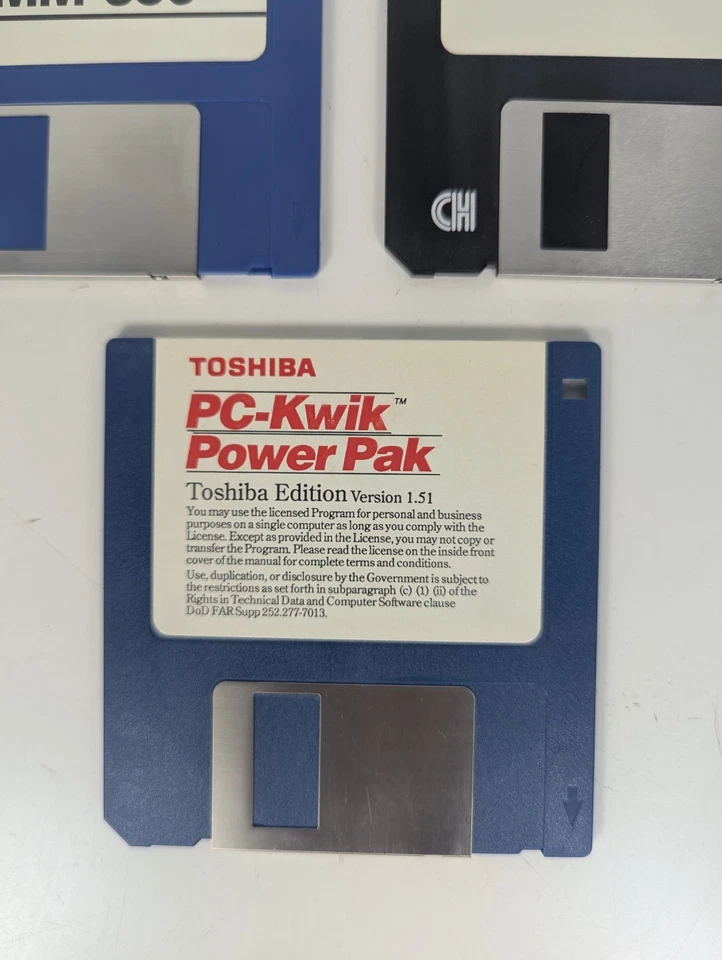 CH
TOSHIBA
PC-Kwik™
Power Pak
Toshiba Edition Version 1.51
You may use the licensed Program for personal and business
purposes on a single computer as long as you comply with the
License. Except as provided in the License, you may not copy or
transfer the Program. Please read the license on the inside front
cover of the manual for complete terms and conditions.
Use, duplication, or disclosure by the Government is subject to
the restrictions as set forth in subparagraph (c) (1) (ii) of the
Rights in Technical Data and Computer Software clause
DoD FAR Supp 252.277-7013.